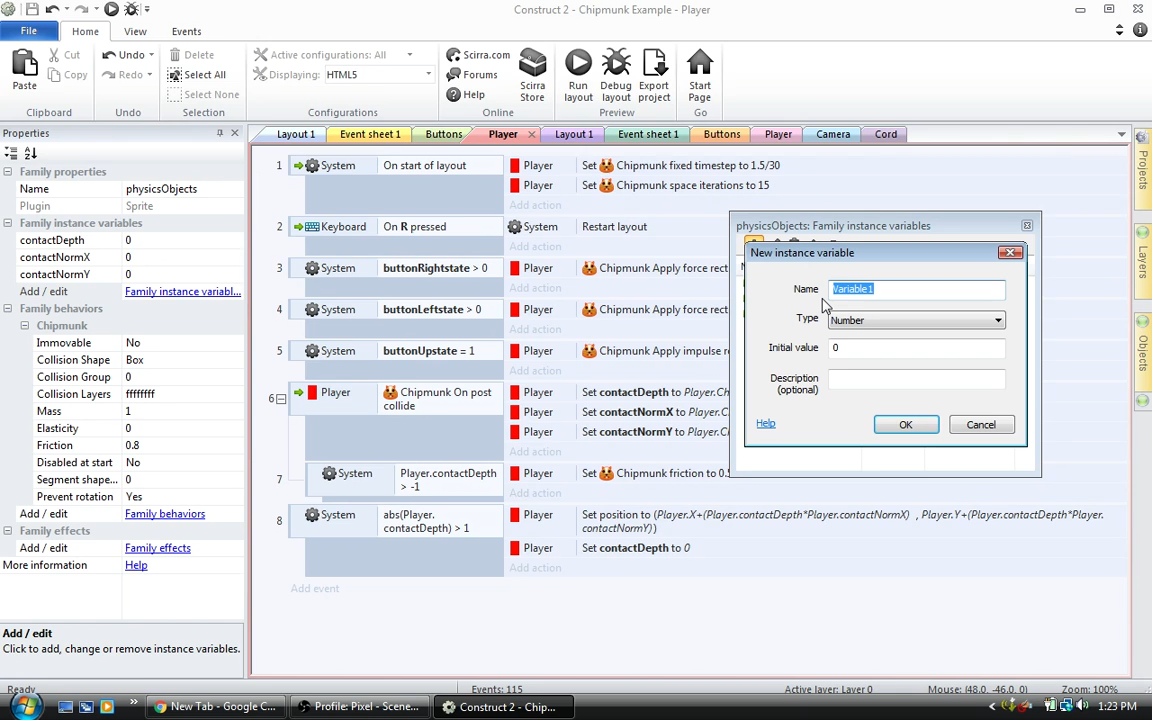 Construct 2 - Chipmunk Example - Player
File Home View Events
Paste Cut Copy Undo Redo Delete Select All Select None
Active configurations: All
Displaying: HTML5
Scirra.com Forums Help Scirra Store Run layout Debug layout Export project Start Page
Clipboard Undo Selection Configurations Online Preview Go
Properties
Layout 1 Event sheet 1 Buttons Player Layout 1 Event sheet 1 Buttons Player Camera Cord
Family properties
Name physicsObjects
Plugin Sprite
Family instance variables
contactDepth 0
contactNormX 0
contactNormY 0
Add / edit Family instance variabl...
Family behaviors
Chipmunk
Immovable No
Collision Shape Box
Collision Group 0
Collision Layers ffffffff
Mass 1
Elasticity 0
Friction 0.8
Disabled at start No
Segment shape... 0
Prevent rotation Yes
Add / edit Family behaviors
Family effects
Add / edit Family effects
More information Help
Add / edit
Click to add, change or remove instance variables.
1 System On start of layout Player Set Chipmunk fixed timestep to 1.5/30
Player Set Chipmunk space iterations to 15
Add action
2 Keyboard On R pressed System Restart layout
Add action
3 System buttonRightstate > 0 Player Chipmunk Apply force rect
Add action
4 System buttonLeftstate > 0 Player Chipmunk Apply force rect
Add action
5 System buttonUpstate = 1 Player Chipmunk Apply impulse r
Add action
6 Player Chipmunk On post collide Player Set contactDepth to Player.Ch
Player Set contactNormX to Player.C
Player Set contactNormY to Player.C
Add action
7 System Player.contactDepth > -1 Player Set Chipmunk friction to 0.
Add action
8 System abs(Player.contactDepth) > 1 Player Set position to (Player.X+(Player.contactDepth*Player.contactNormX) , Player.Y+(Player.contactDepth*Player.
contactNormY))
Player Set contactDepth to 0
Add action
Add event
physicsObjects: Family instance variables
New instance variable
Name Variable1
Type Number
Initial value 0
Description (optional)
Help OK Cancel
Projects
Layers
Objects
Ready Events: 115 Active layer: Layer 0 Mouse: (48.0, -46.0, 0) Zoom: 100%
New Tab - Google C... Profile: Pixel - Scene... Construct 2 - Chip... 1:23 PM